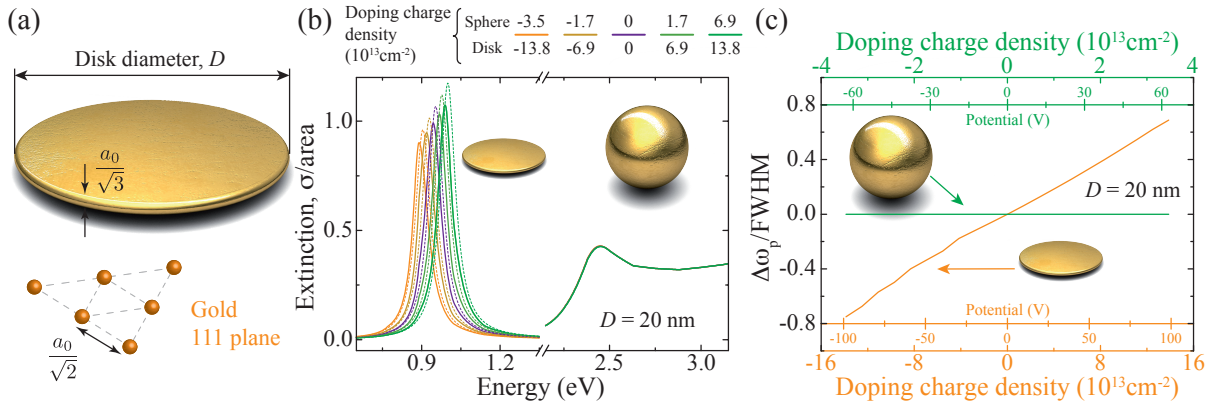 (a)
Disk diameter, D
a0/√3
a0/√2
Gold
111 plane
(b)
Doping charge
density
(10^13cm^-2)
Sphere -3.5 -1.7 0 1.7 6.9
Disk -13.8 -6.9 0 6.9 13.8
Extinction, σ/area
1.0
0.5
0.0
D = 20 nm
0.6 0.9 1.2 2.5 3.0
Energy (eV)
(c)
Doping charge density (10^13cm^-2)
-4 -2 0 2 4
-60 -30 0 30 60
Potential (V)
Δωp/FWHM
0.8
0.4
0.0
-0.4
-0.8
D = 20 nm
Potential (V)
-100 -50 0 50 100
-16 -8 0 8 16
Doping charge density (10^13cm^-2)